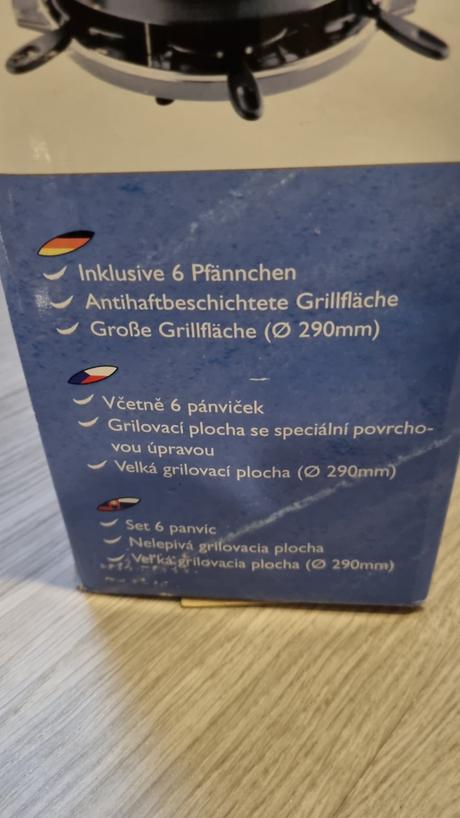 Inklusive 6 Pfännchen
Antihaftbeschichtete Grillfläche
Große Grillfläche (Ø 290mm)
Včetně 6 pánviček
Grilovací plocha se speciální povrcho-
vou úpravou
Velká grilovací plocha (Ø 290mm)
Set 6 panvíc
Nelepivá grilovacia plocha
Veľká grilovacia plocha (Ø 290mm)